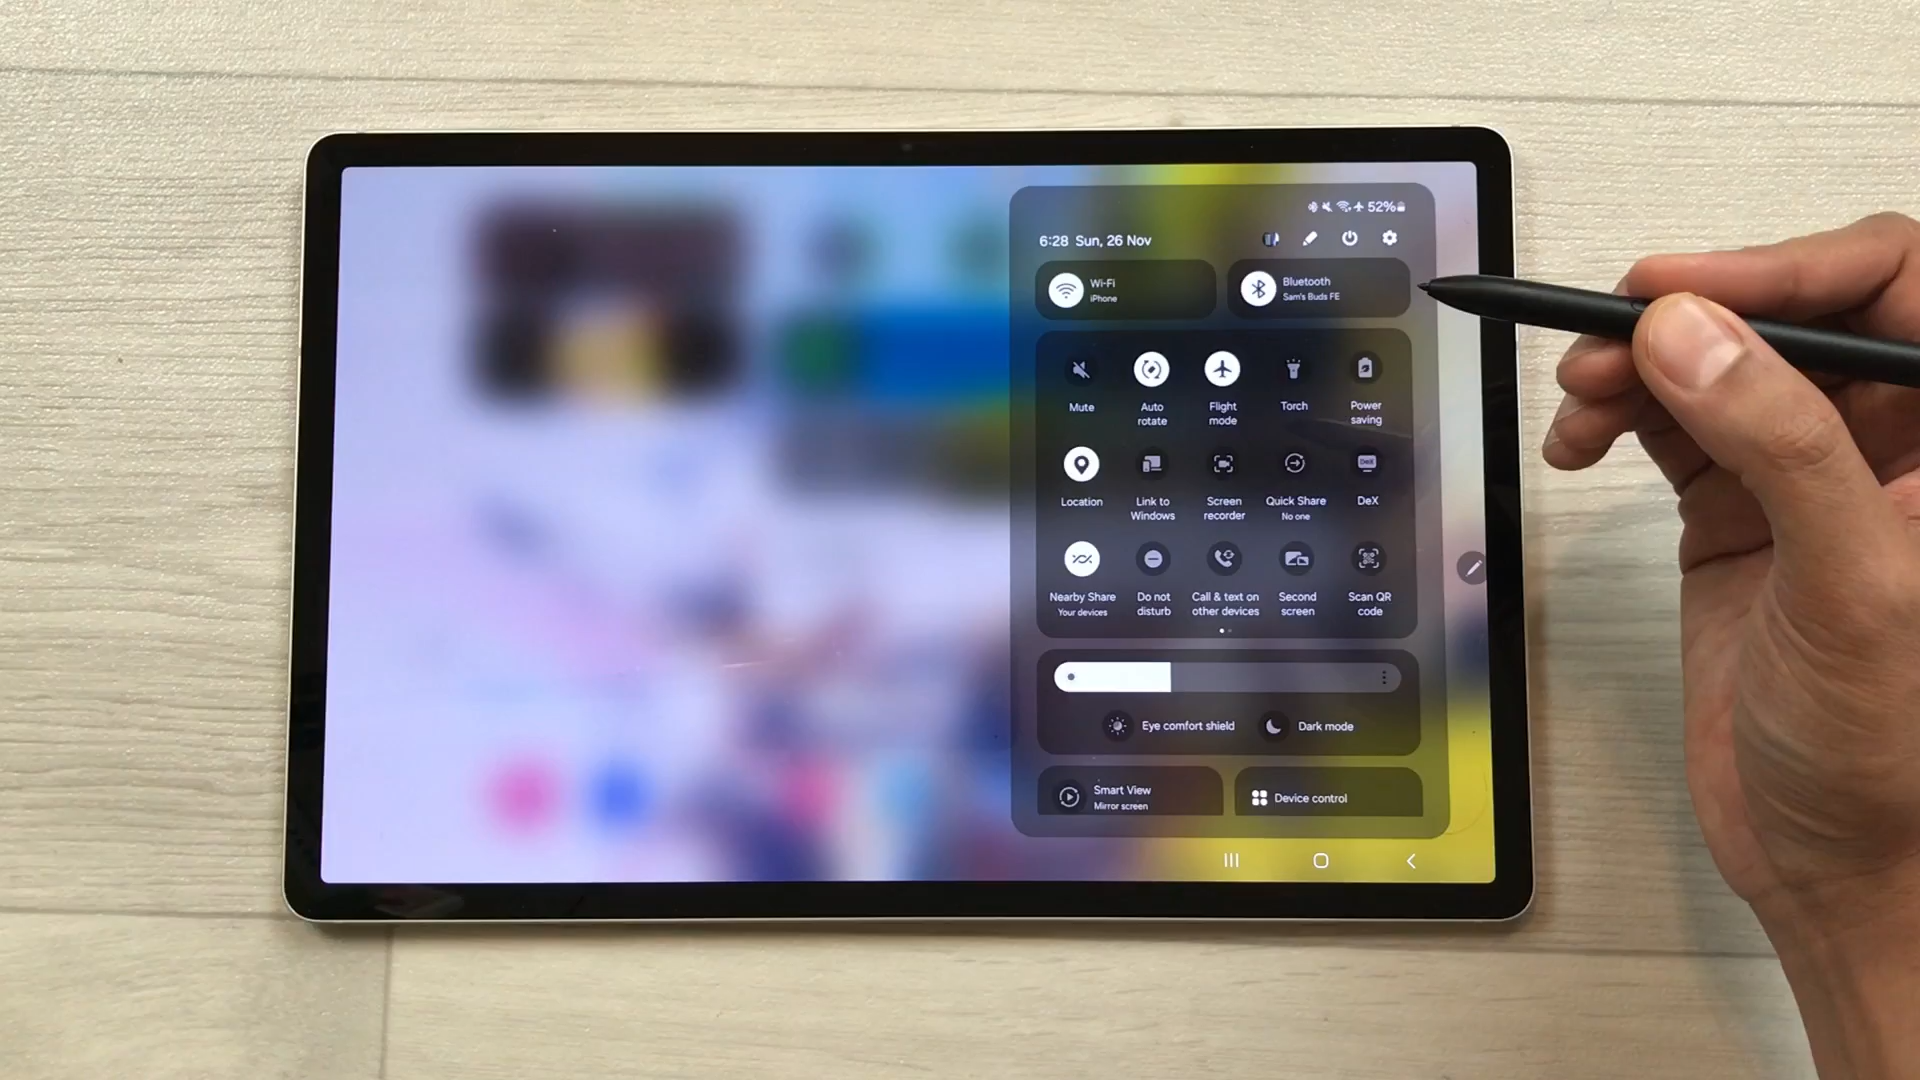 52%
6:28 Sun, 26 Nov
Wi-Fi
iPhone
Bluetooth
Sam's Buds FE
Mute
Auto
rotate
Flight
mode
Torch
Power
saving
Location
Link to
Windows
Screen
recorder
Quick Share
No one
DeX
DeX
Nearby Share
Your devices
Do not
disturb
Call & text on
other devices
Second
screen
Scan QR
code
Eye comfort shield
Dark mode
Smart View
Mirror screen
Device control